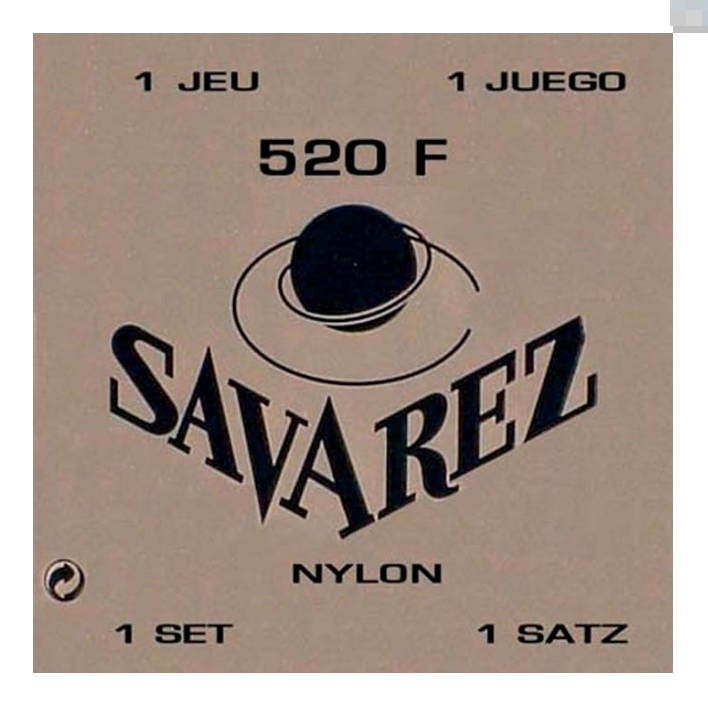 1 JEU 1 JUEGO
520 F
SAVAREZ
NYLON
1 SET 1 SATZ